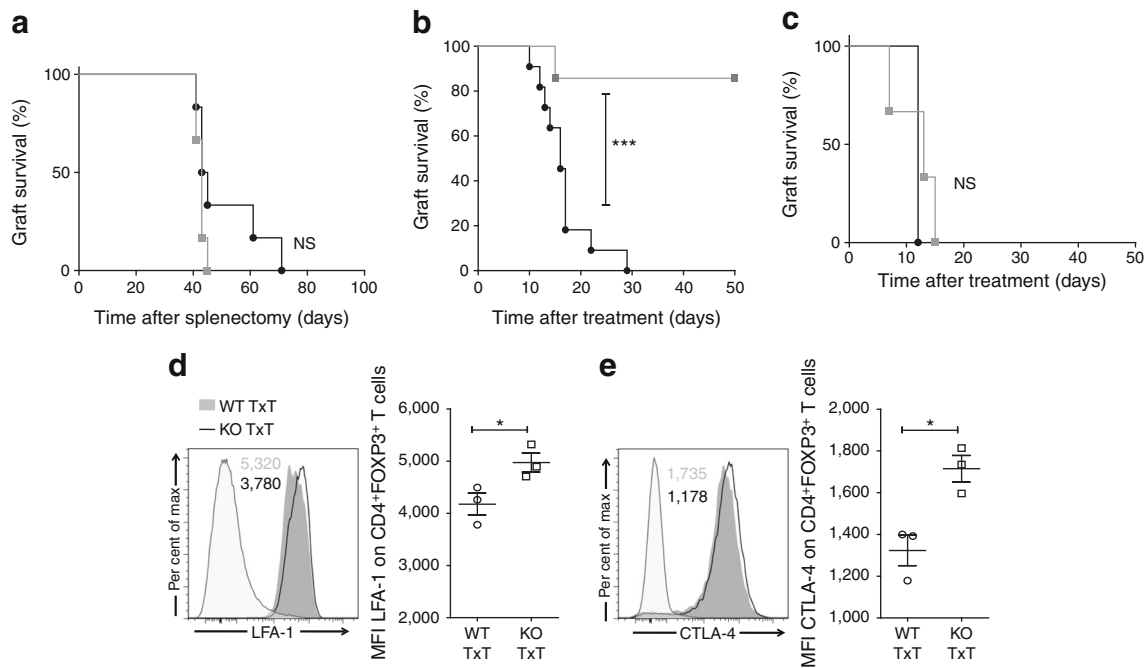 a
Graft survival (%)
100
50
0
0 20 40 60 80 100
NS
Time after splenectomy (days)
b
Graft survival (%)
100
80
60
40
20
0
0 10 20 30 40 50
***
Time after treatment (days)
c
Graft survival (%)
100
50
0
0 10 20 30 40 50
NS
Time after treatment (days)
d
WT TxT
KO TxT
5,320
3,780
Per cent of max
LFA-1
MFI LFA-1 on CD4+FOXP3+ T cells
6,000
5,000
4,000
3,000
2,000
*
WT TxT
KO TxT
e
1,735
1,178
Per cent of max
CTLA-4
MFI CTLA-4 on CD4+FOXP3+ T cells
2,000
1,800
1,600
1,400
1,200
1,000
*
WT TxT
KO TxT